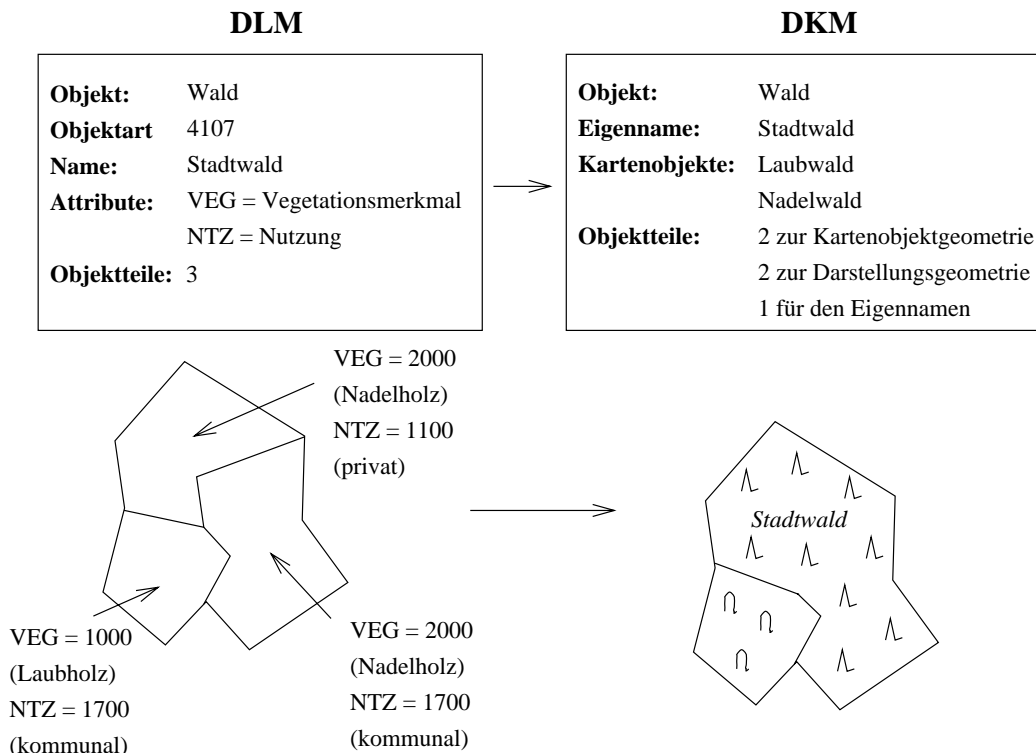 DLM
Objekt: Wald
Objektart 4107
Name: Stadtwald
Attribute: VEG = Vegetationsmerkmal
NTZ = Nutzung
Objektteile: 3
DKM
Objekt: Wald
Eigenname: Stadtwald
Kartenobjekte: Laubwald
Nadelwald
Objektteile: 2 zur Kartenobjektgeometrie
2 zur Darstellungsgeometrie
1 für den Eigennamen
VEG = 2000
(Nadelholz)
NTZ = 1100
(privat)
VEG = 1000
(Laubholz)
NTZ = 1700
(kommunal)
VEG = 2000
(Nadelholz)
NTZ = 1700
(kommunal)
Stadtwald